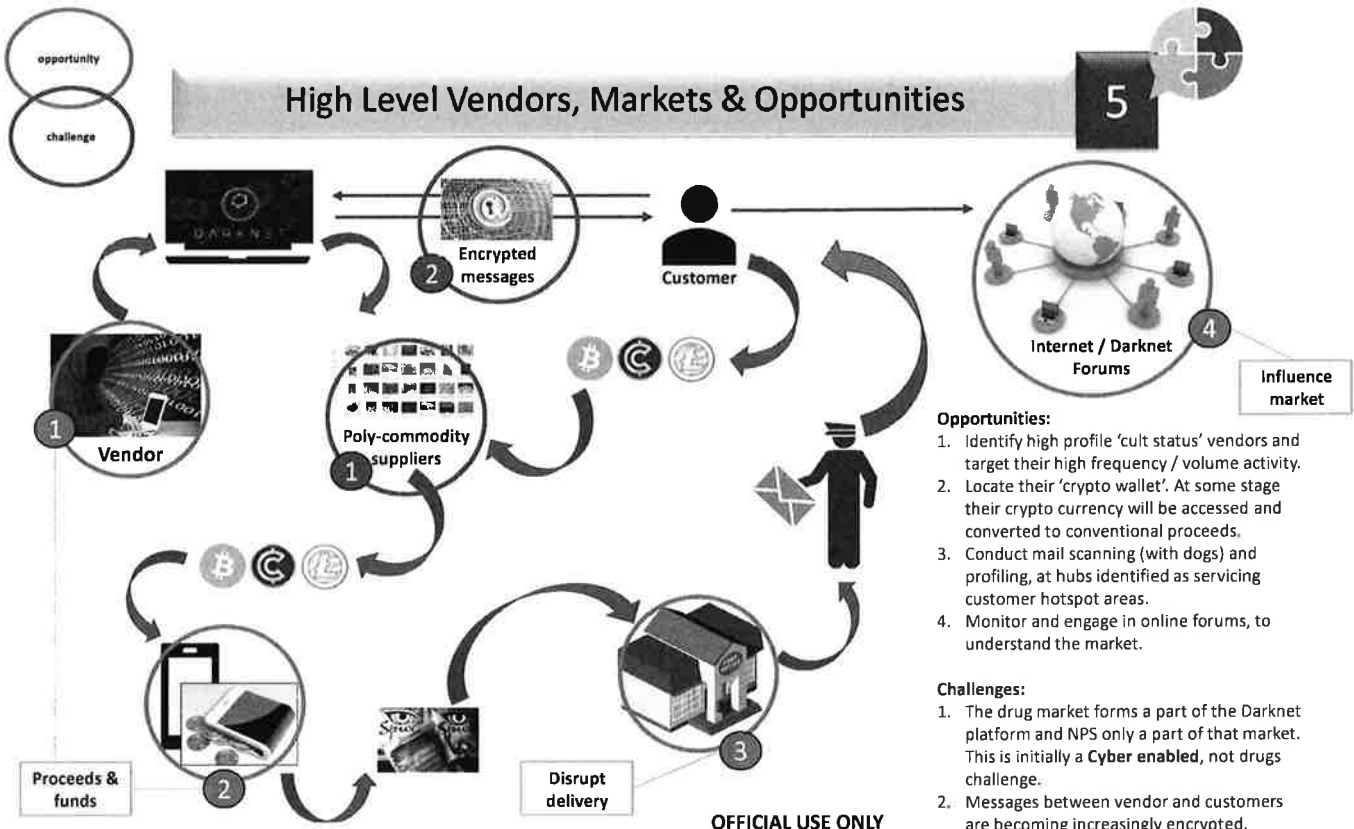 opportunity
challenge
High Level Vendors, Markets & Opportunities
5
DARKNET
2
Encrypted
messages
Customer
1
Vendor
1
Poly-commodity
suppliers
4
Internet / Darknet
Forums
Influence
market
Opportunities:
1. Identify high profile 'cult status' vendors and
target their high frequency / volume activity.
2. Locate their 'crypto wallet'. At some stage
their crypto currency will be accessed and
converted to conventional proceeds.
3. Conduct mail scanning (with dogs) and
profiling, at hubs identified as servicing
customer hotspot areas.
4. Monitor and engage in online forums, to
understand the market.
Challenges:
1. The drug market forms a part of the Darknet
platform and NPS only a part of that market.
This is initially a Cyber enabled, not drugs
challenge.
2. Messages between vendor and customers
are becoming increasingly encrypted.
Proceeds &
funds
2
Disrupt
delivery
3
OFFICIAL USE ONLY